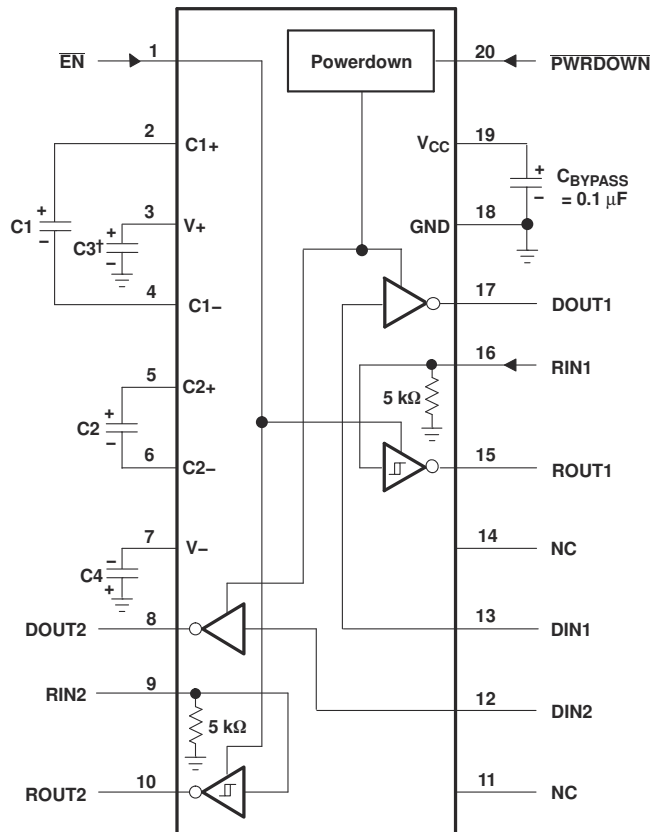 EN 1 Powerdown 20 PWRDOWN
2 C1+ VCC 19
CBYPASS
= 0.1 µF
C1 3 V+ GND 18
C3†
4 C1− 17 DOUT1
16 RIN1
5 C2+ 5 kΩ
C2
6 C2− 15 ROUT1
7 V− 14 NC
C4
DOUT2 8 13 DIN1
RIN2 9 12 DIN2
5 kΩ
ROUT2 10 11 NC